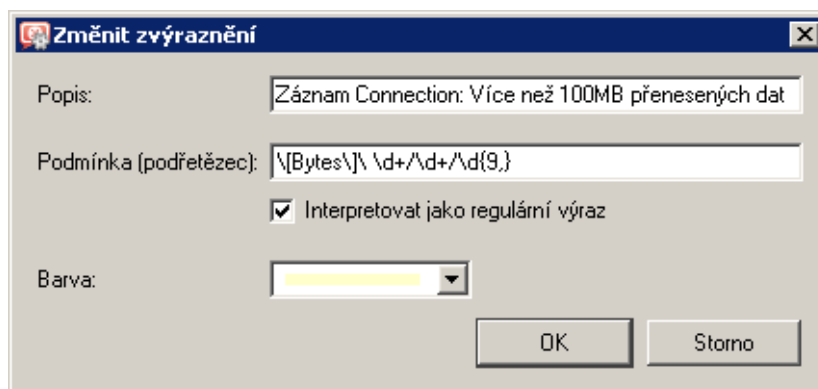 Změnit zvýraznění
Popis: Záznam Connection: Více než 100MB přenesených dat
Podmínka (podřetězec): \[Bytes\]\ \d+/\d+/\d{9,}
Interpretovat jako regulární výraz
Barva:
OK Storno